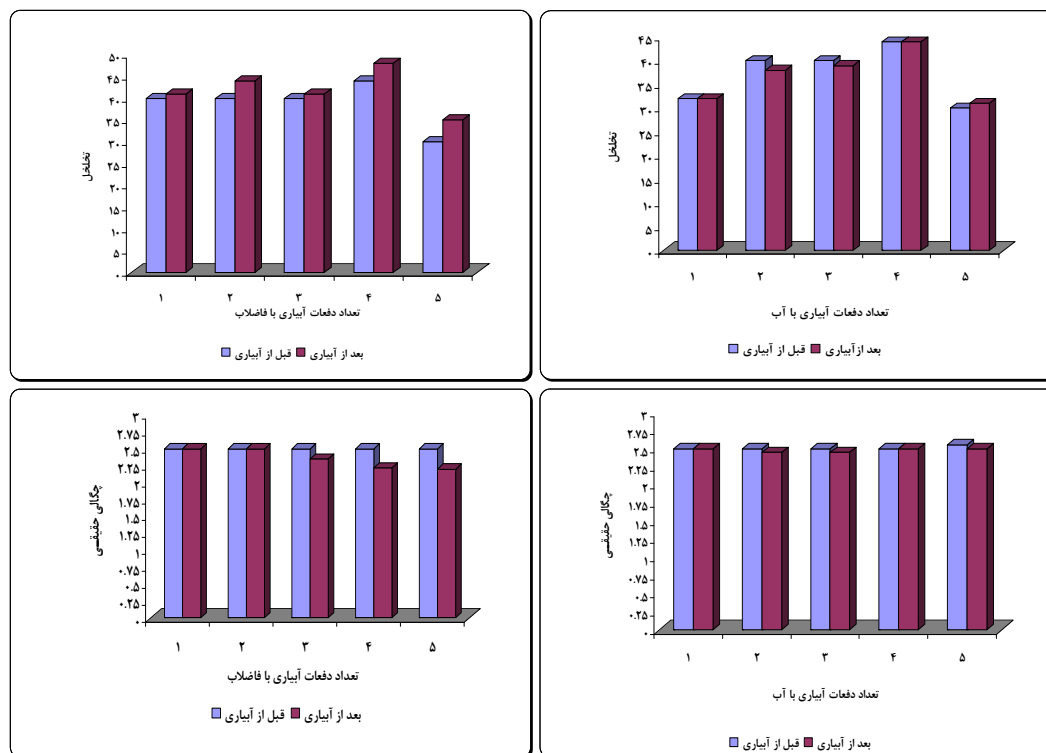 تخلخل
۵۰
۴۵
۴۰
۳۵
۳۰
۲۵
۲۰
۱۵
۱۰
۵
۰
۱ ۲ ۳ ۴ ۵
تعداد دفعات آبیاری با فاضلاب
قبل از آبیاری بعد از آبیاری
تخلخل
۴۵
۴۰
۳۵
۳۰
۲۵
۲۰
۱۵
۱۰
۵
۰
۱ ۲ ۳ ۴ ۵
تعداد دفعات آبیاری با آب
قبل از آبیاری بعد ازآبیاری
چگالی حقیقـی
۳
۲.۷۵
۲.۵
۲.۲۵
۲
۱.۷۵
۱.۵
۱.۲۵
۱
۰.۷۵
۰.۵
۰.۲۵
۰
۱ ۲ ۳ ۴ ۵
تعداد دفعات آبیاری با فاضلاب
قبل از آبیاری بعد از آبیاری
چگالی حقیقـی
۳
۲.۷۵
۲.۵
۲.۲۵
۲
۱.۷۵
۱.۵
۱.۲۵
۱
۰.۷۵
۰.۵
۰.۲۵
۰
۱ ۲ ۳ ۴ ۵
تعداد دفعات آبیاری با آب
قبل از آبیاری بعد از آبیاری